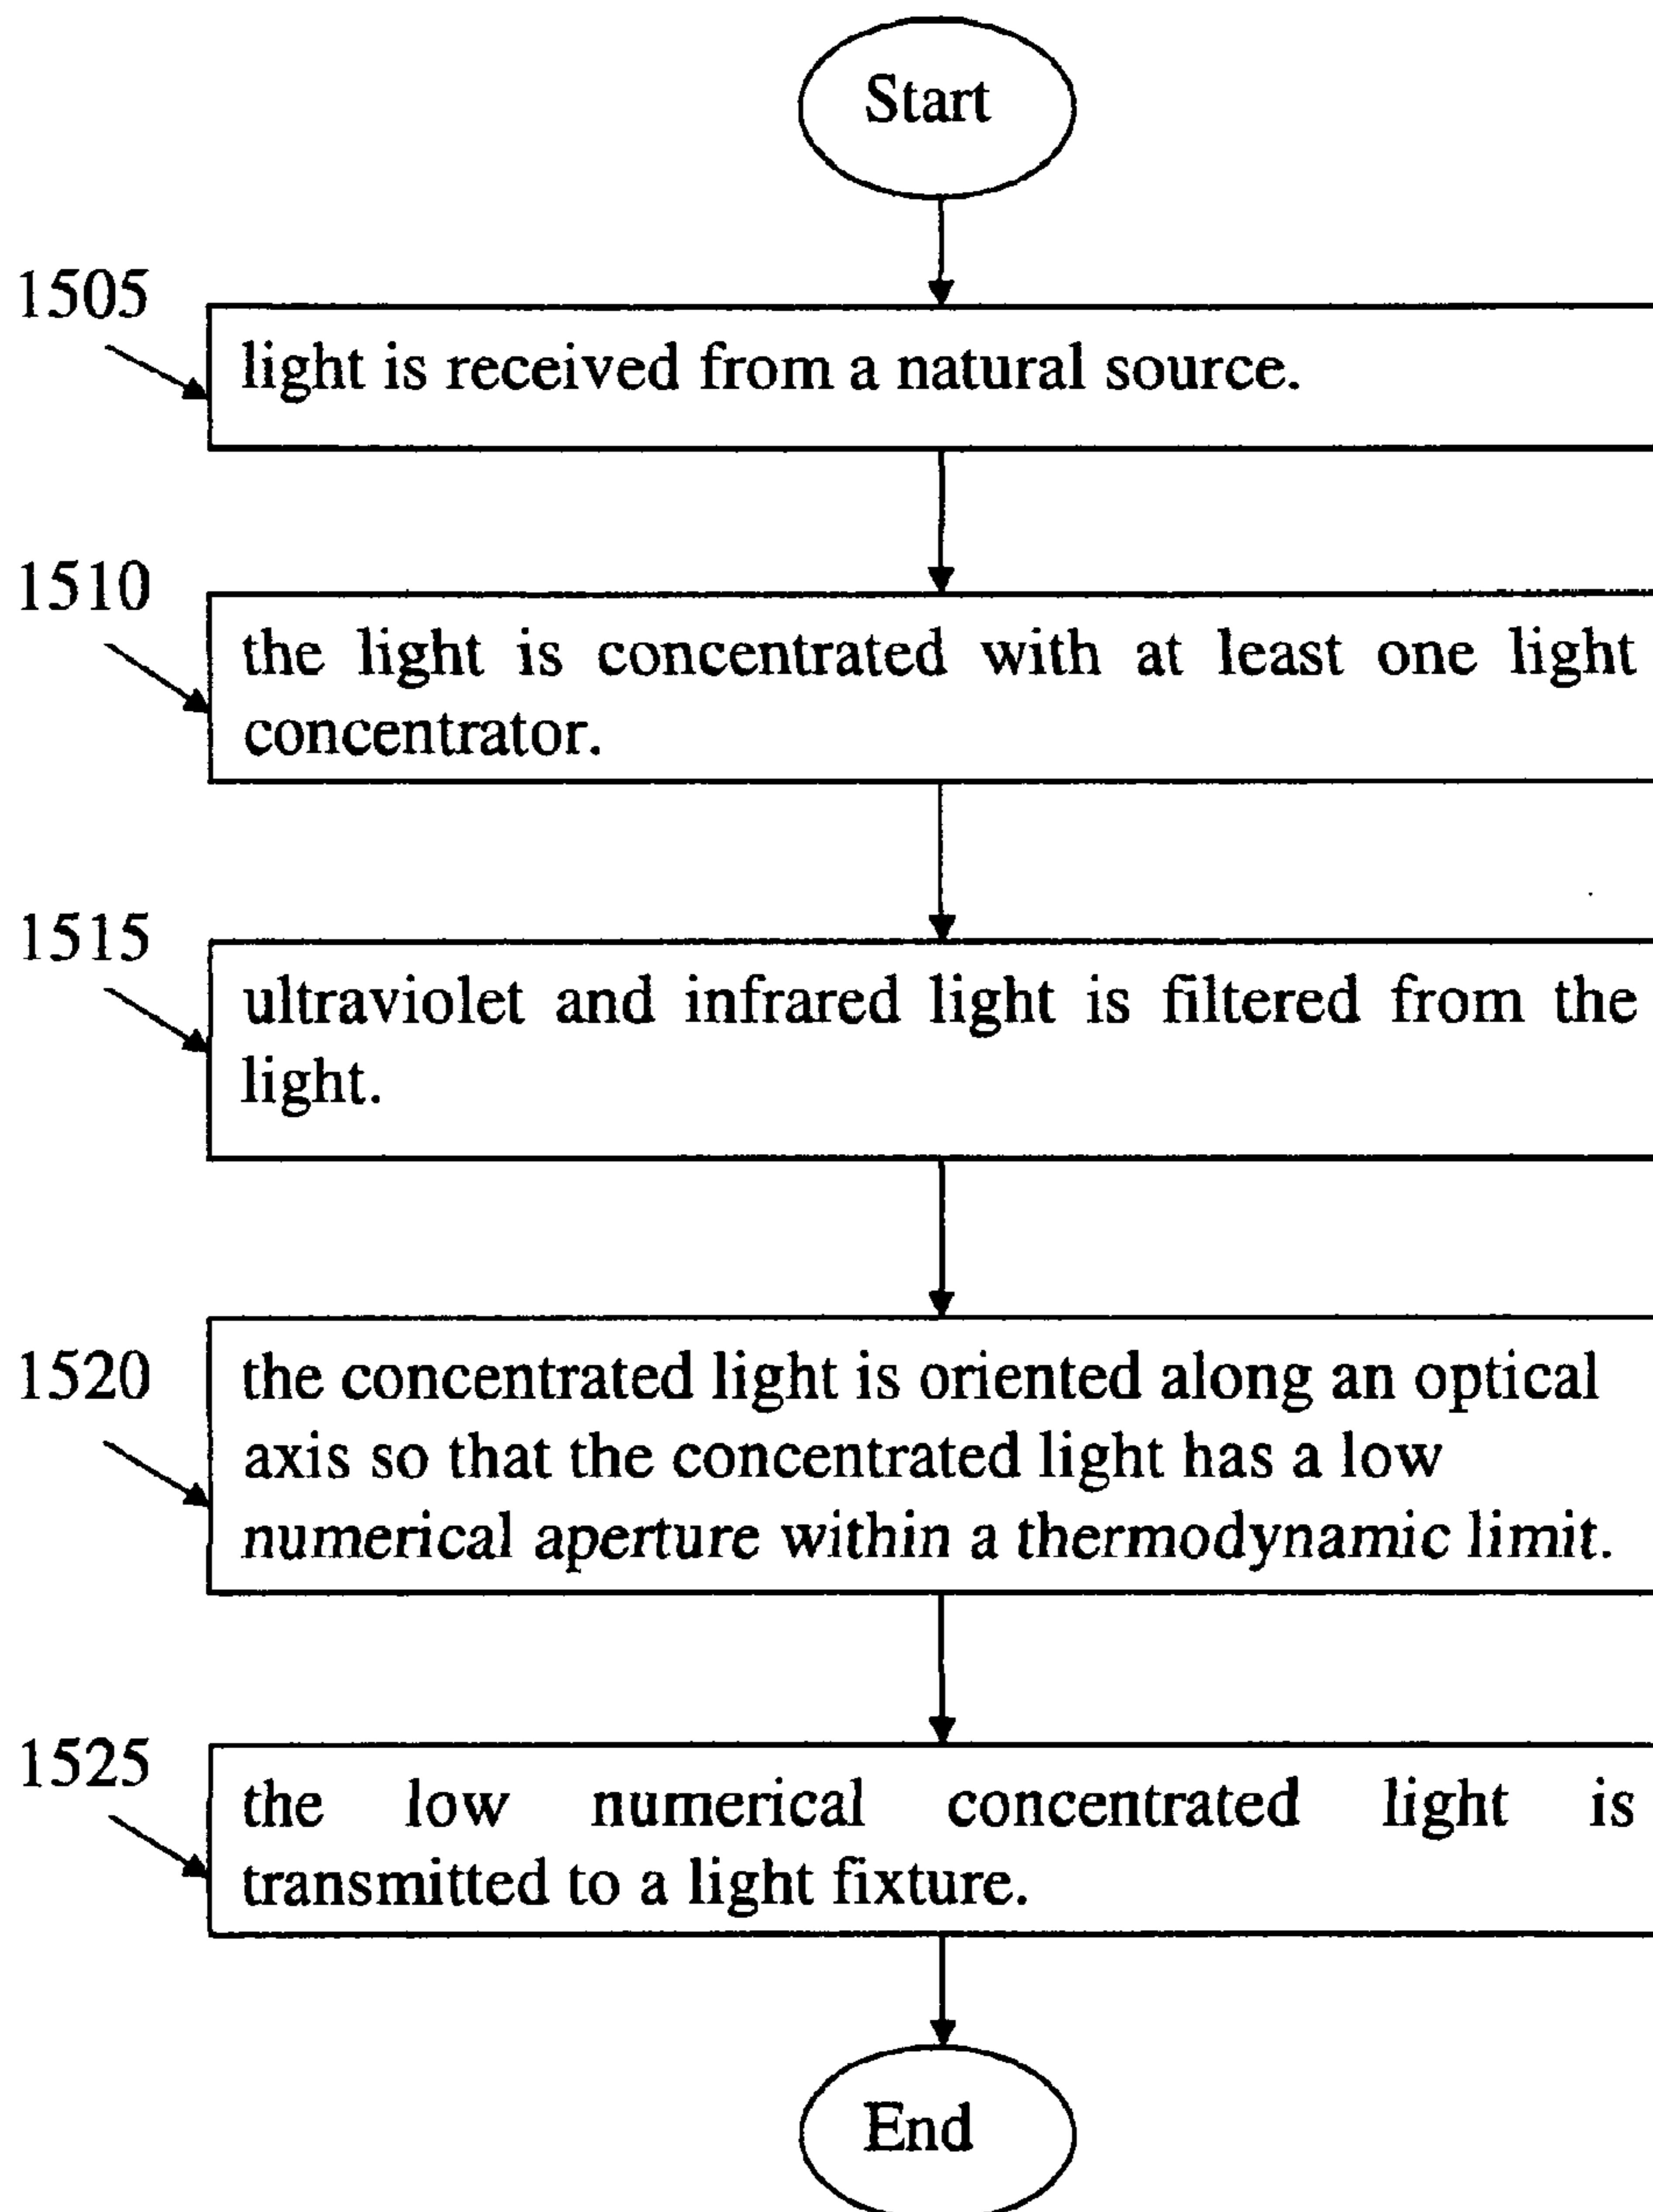 Start
1505
light is received from a natural source.
1510
the light is concentrated with at least one light
concentrator.
1515
ultraviolet and infrared light is filtered from the
light.
1520
the concentrated light is oriented along an optical
axis so that the concentrated light has a low
numerical aperture within a thermodynamic limit.
1525
the low numerical concentrated light is
transmitted to a light fixture.
End